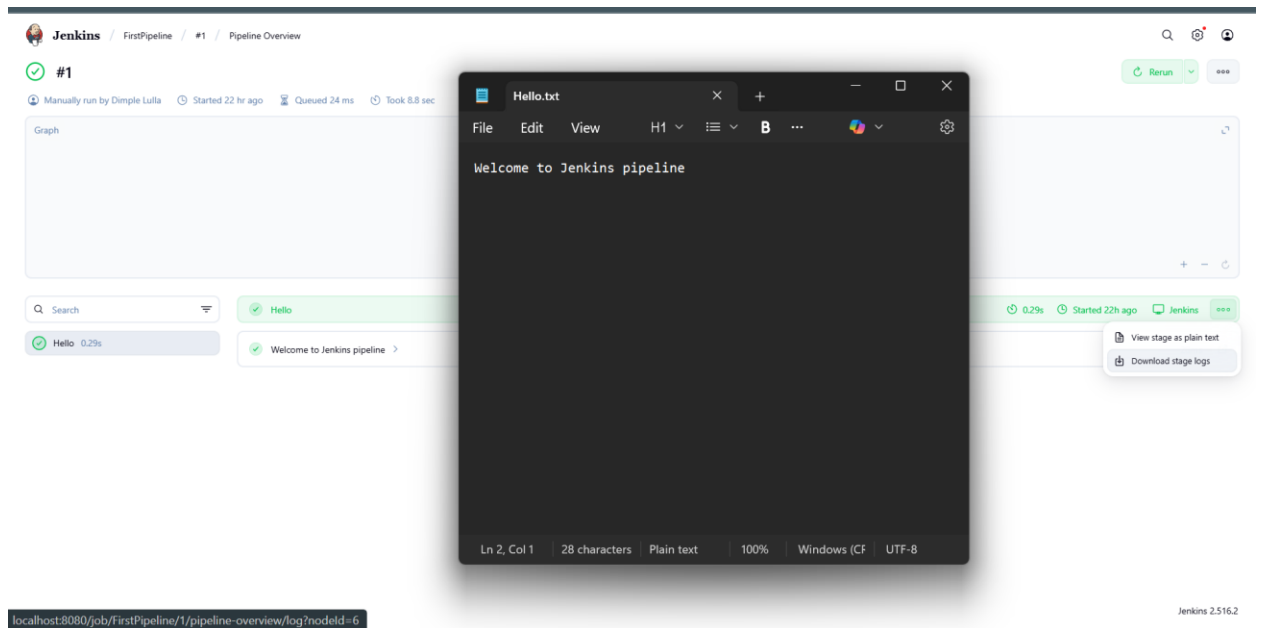 Jenkins / FirstPipeline / #1 / Pipeline Overview
#1
Rerun
Manually run by Dimple Lulla Started 22 hr ago Queued 24 ms Took 8.8 sec
Graph
Hello.txt
File Edit View H1 B
Welcome to Jenkins pipeline
Ln 2, Col 1 28 characters Plain text 100% Windows (CF UTF-8
Search
Hello 0.29s
Hello
0.29s Started 22h ago Jenkins
Welcome to Jenkins pipeline
View stage as plain text
Download stage logs
Jenkins 2.516.2
localhost:8080/job/FirstPipeline/1/pipeline-overview/log?nodeId=6